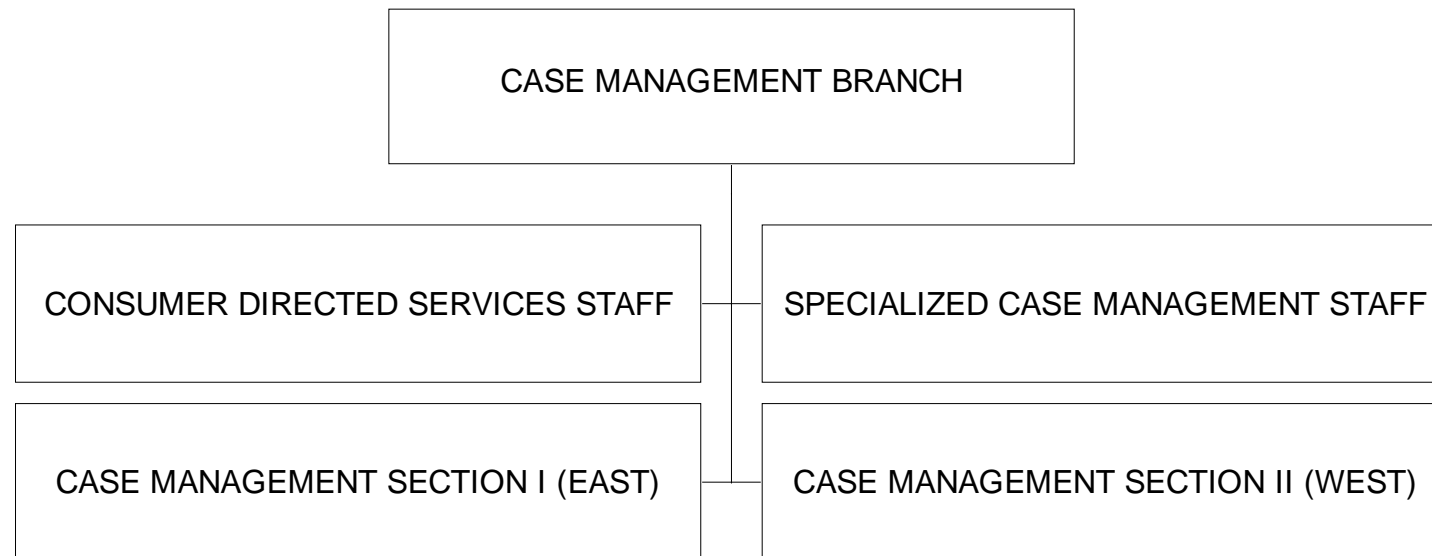 CASE MANAGEMENT BRANCH
CONSUMER DIRECTED SERVICES STAFF
SPECIALIZED CASE MANAGEMENT STAFF
CASE MANAGEMENT SECTION I (EAST)
CASE MANAGEMENT SECTION II (WEST)